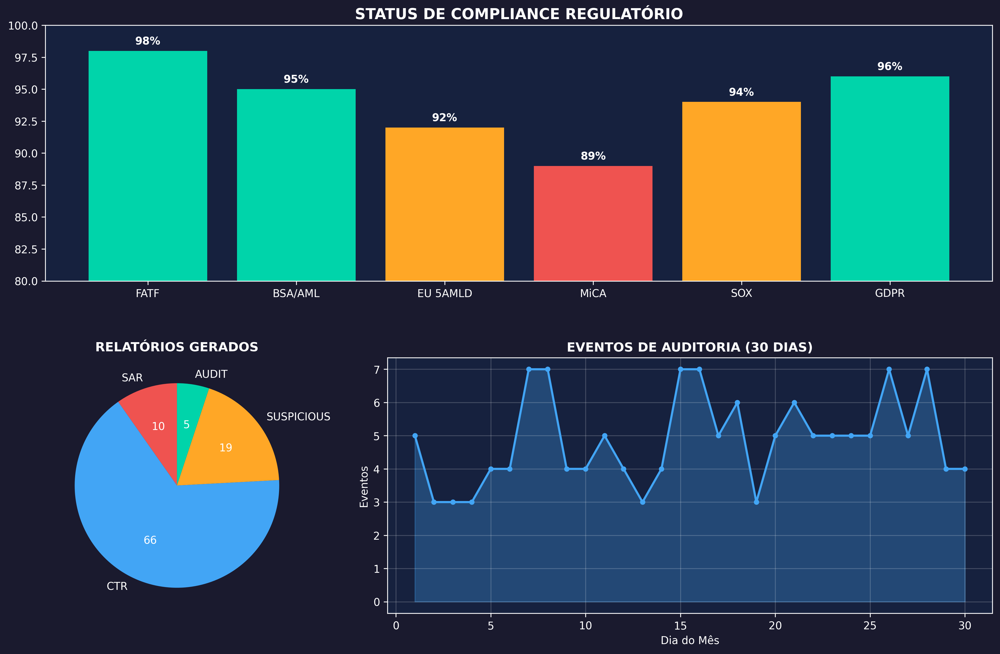 STATUS DE COMPLIANCE REGULATÓRIO
100.0
97.5
95.0
92.5
90.0
87.5
85.0
82.5
80.0
98%
95%
92%
89%
94%
96%
FATF BSA/AML EU 5AMLD MiCA SOX GDPR
RELATÓRIOS GERADOS
SAR
AUDIT
SUSPICIOUS
CTR
10
5
19
66
EVENTOS DE AUDITORIA (30 DIAS)
Eventos
7
6
5
4
3
2
1
0
0 5 10 15 20 25 30
Dia do Mês